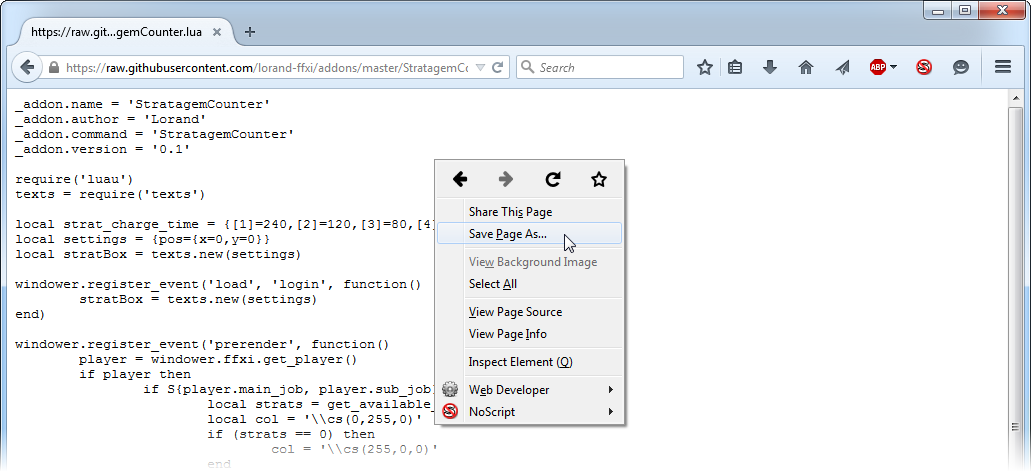 https://raw.git...gemCounter.lua
https://raw.githubusercontent.com/lorand-ffxi/addons/master/StratagemCo
Search
ABP
_addon.name = 'StratagemCounter'
_addon.author = 'Lorand'
_addon.command = 'StratagemCounter'
_addon.version = '0.1'
require('luau')
texts = require('texts')
local strat_charge_time = {[1]=240,[2]=120,[3]=80,[4]
local settings = {pos={x=0,y=0}}
local stratBox = texts.new(settings)
windower.register_event('load', 'login', function()
stratBox = texts.new(settings)
end)
windower.register_event('prerender', function()
player = windower.ffxi.get_player()
if player then
if S{player.main_job, player.sub_job
local strats = get_available_
local col = '\\cs(0,255,0)'
if (strats == 0) then
col = '\\cs(255,0,0)'
end
Share This Page
Save Page As...
View Background Image
Select All
View Page Source
View Page Info
Inspect Element (Q)
Web Developer
NoScript